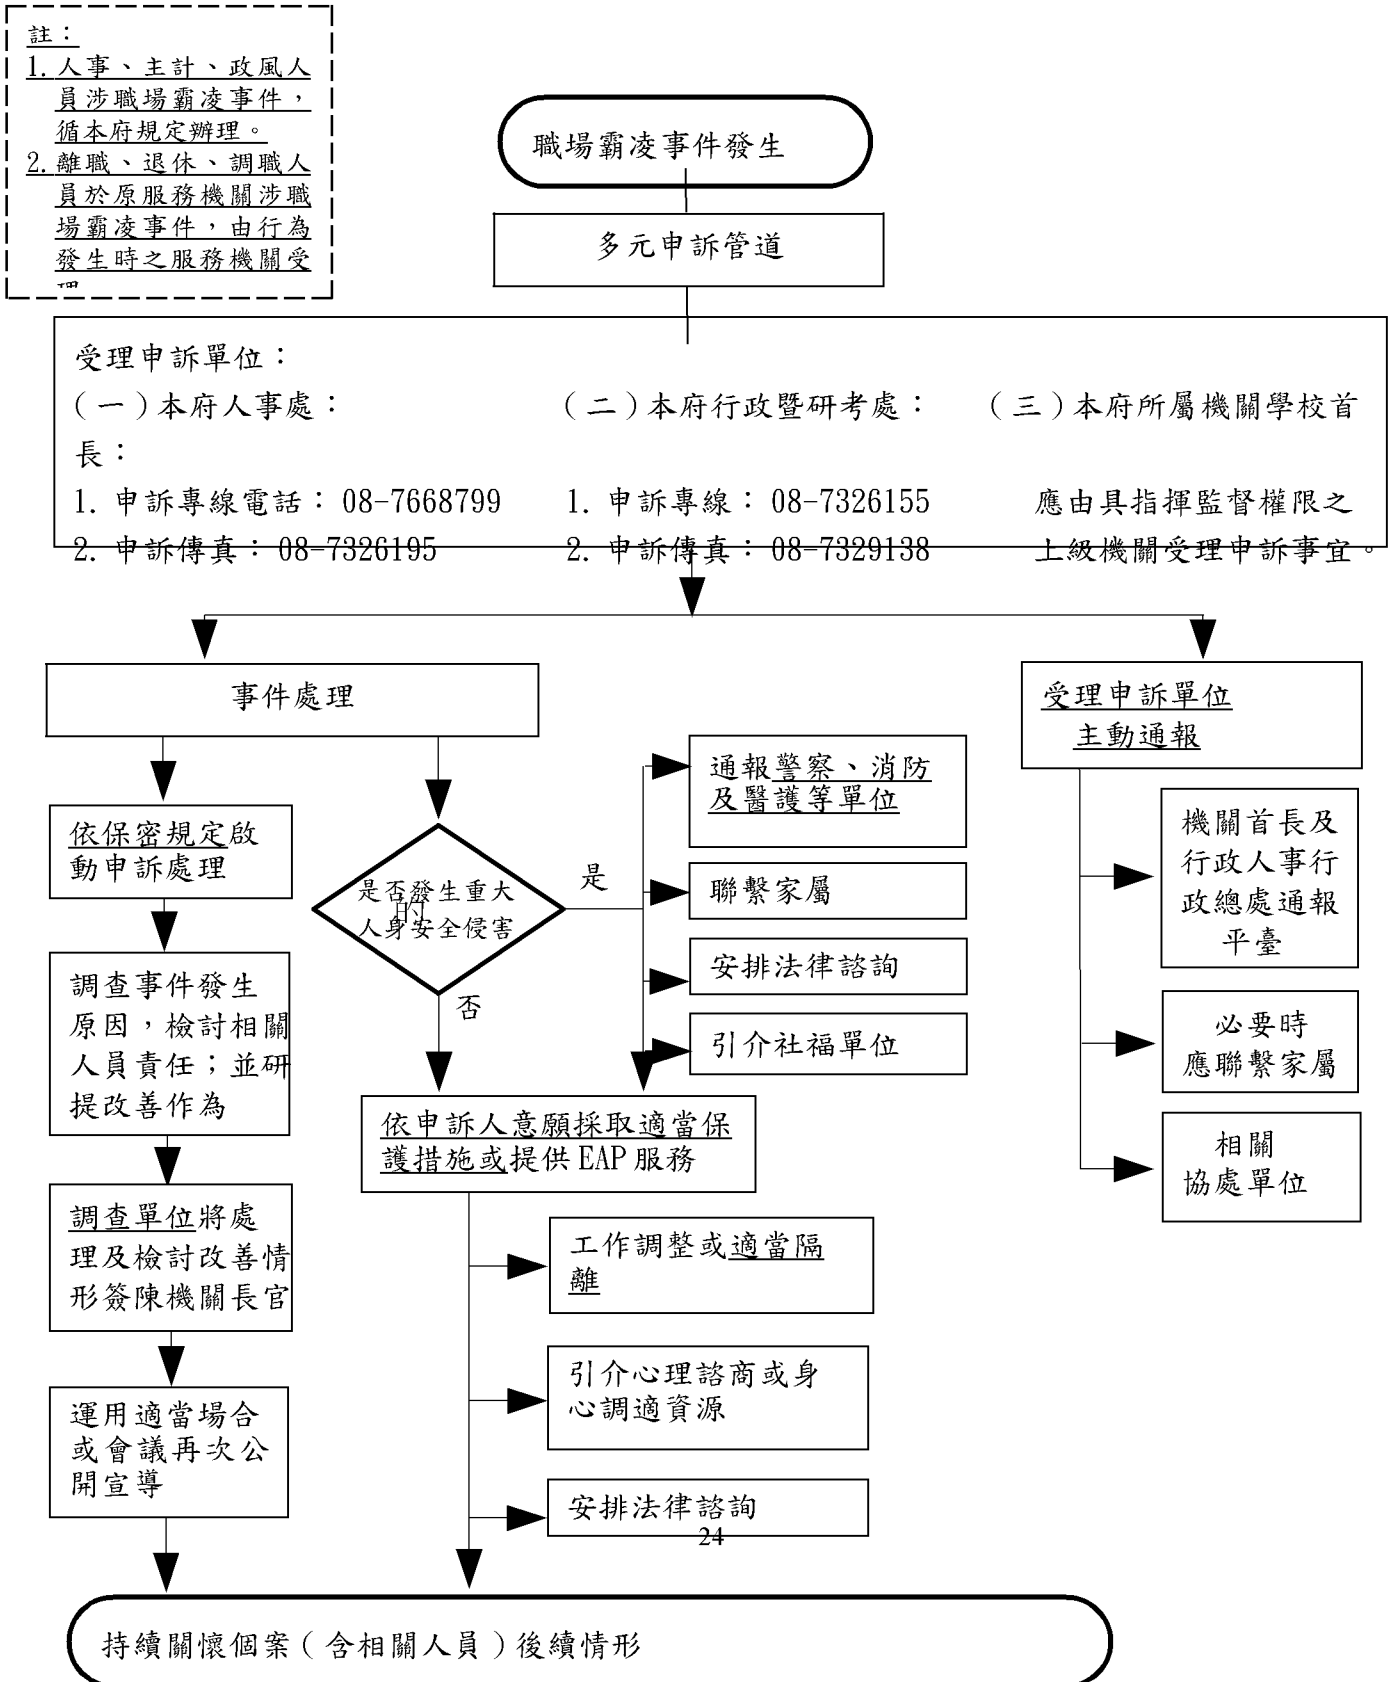 註：
1. 人事、主計、政風人
員涉職場霸凌事件，
循本府規定辦理。
2. 離職、退休、調職人
員於原服務機關涉職
場霸凌事件，由行為
發生時之服務機關受
職場霸凌事件發生
多元申訴管道
受理申訴單位：
（一）本府人事處： （二）本府行政暨研考處： （三）本府所屬機關學校首
長：
1. 申訴專線電話： 08-7668799 1. 申訴專線： 08-7326155 應由具指揮監督權限之
2. 申訴傳真： 08-7326195 2. 申訴傳真： 08-7329138 上級機關受理申訴事宜。
事件處理
受理申訴單位
主動通報
依保密規定啟
動申訴處理
調查事件發生
原因，檢討相關
人員責任；並研
提改善作為
調查單位將處
理及檢討改善情
形簽陳機關長官
運用適當場合
或會議再次公
開宣導
是否發生重大
的
人身安全侵害
是
否
通報警察、消防
及醫護等單位
聯繫家屬
安排法律諮詢
引介社福單位
依申訴人意願採取適當保
護措施或提供 EAP 服務
工作調整或適當隔
離
引介心理諮商或身
心調適資源
安排法律諮詢
機關首長及
行政人事行
政總處通報
平臺
必要時
應聯繫家屬
相關
協處單位
24
持續關懷個案（含相關人員）後續情形